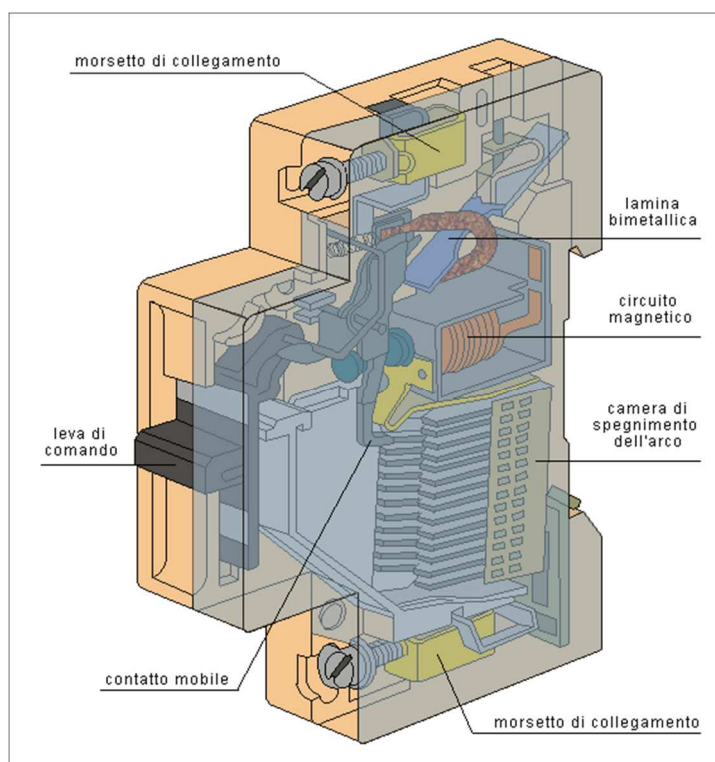 morsetto di collegamento
lamina
bimetallica
circuito
magnetico
camera di
spegnimento
dell'arco
leva di
comando
contatto mobile
morsetto di collegamento